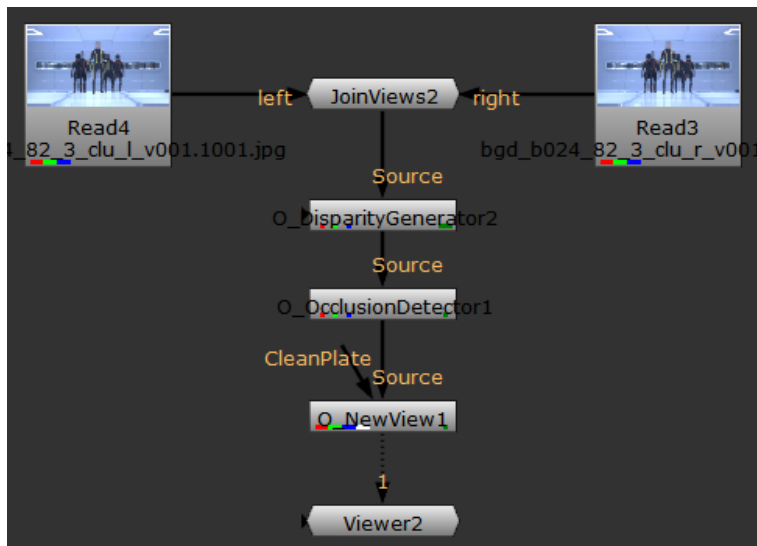 left
JoinViews2
right
Read4
4_82_3_clu_l_v001.1001.jpg
Read3
bgd_b024_82_3_clu_r_v001
Source
O_DisparityGenerator2
Source
O_OcclusionDetector1
CleanPlate
Source
O_NewView1
1
Viewer2